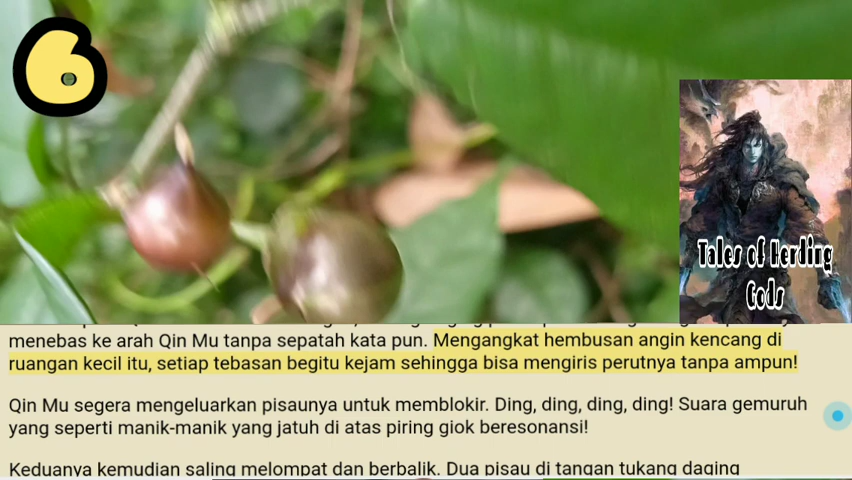 6
Tales of Herding
Gods
menebas ke arah Qin Mu tanpa sepatah kata pun. Mengangkat hembusan angin kencang di
ruangan kecil itu, setiap tebasan begitu kejam sehingga bisa mengiris perutnya tanpa ampun!
Qin Mu segera mengeluarkan pisaunya untuk memblokir. Ding, ding, ding, ding! Suara gemuruh
yang seperti manik-manik yang jatuh di atas piring giok beresonansi!
Keduanya kemudian saling melompat dan berbalik. Dua pisau di tangan tukang daging